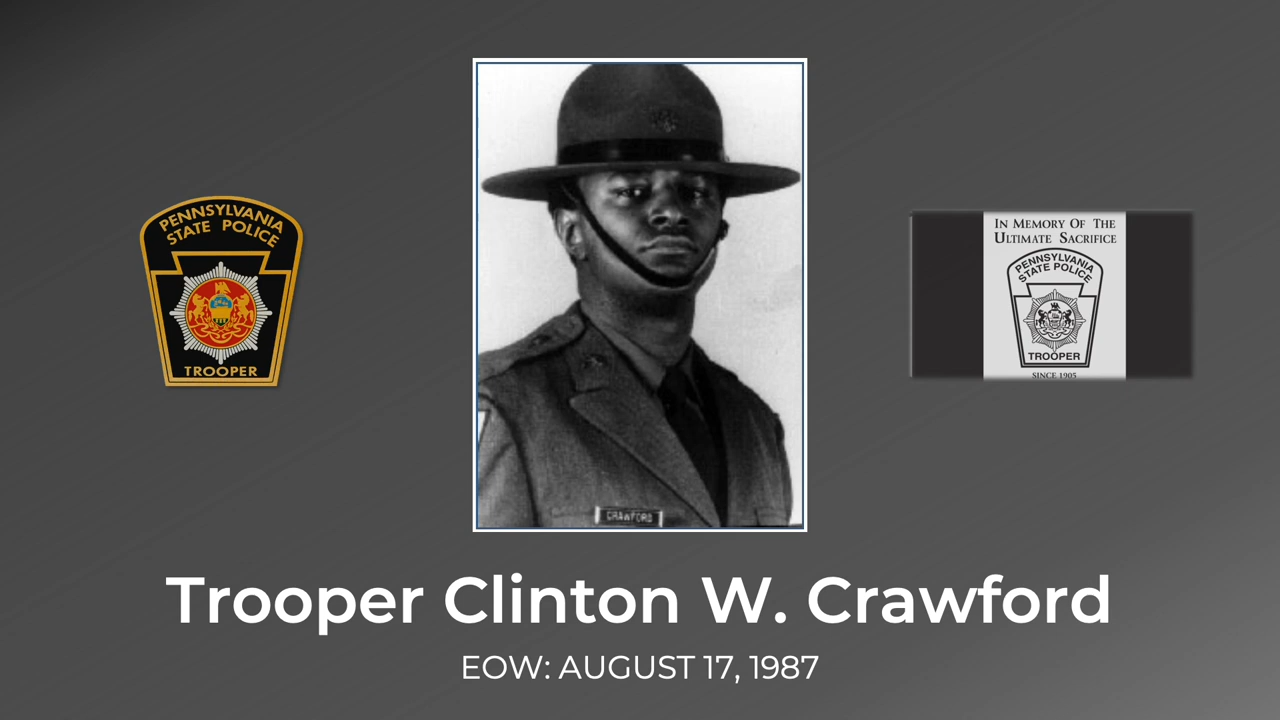 PENNSYLVANIA
STATE POLICE
TROOPER
CRAWFORD
IN MEMORY OF THE
ULTIMATE SACRIFICE
PENNSYLVANIA
STATE POLICE
TROOPER
SINCE 1905
Trooper Clinton W. Crawford
EOW: AUGUST 17, 1987